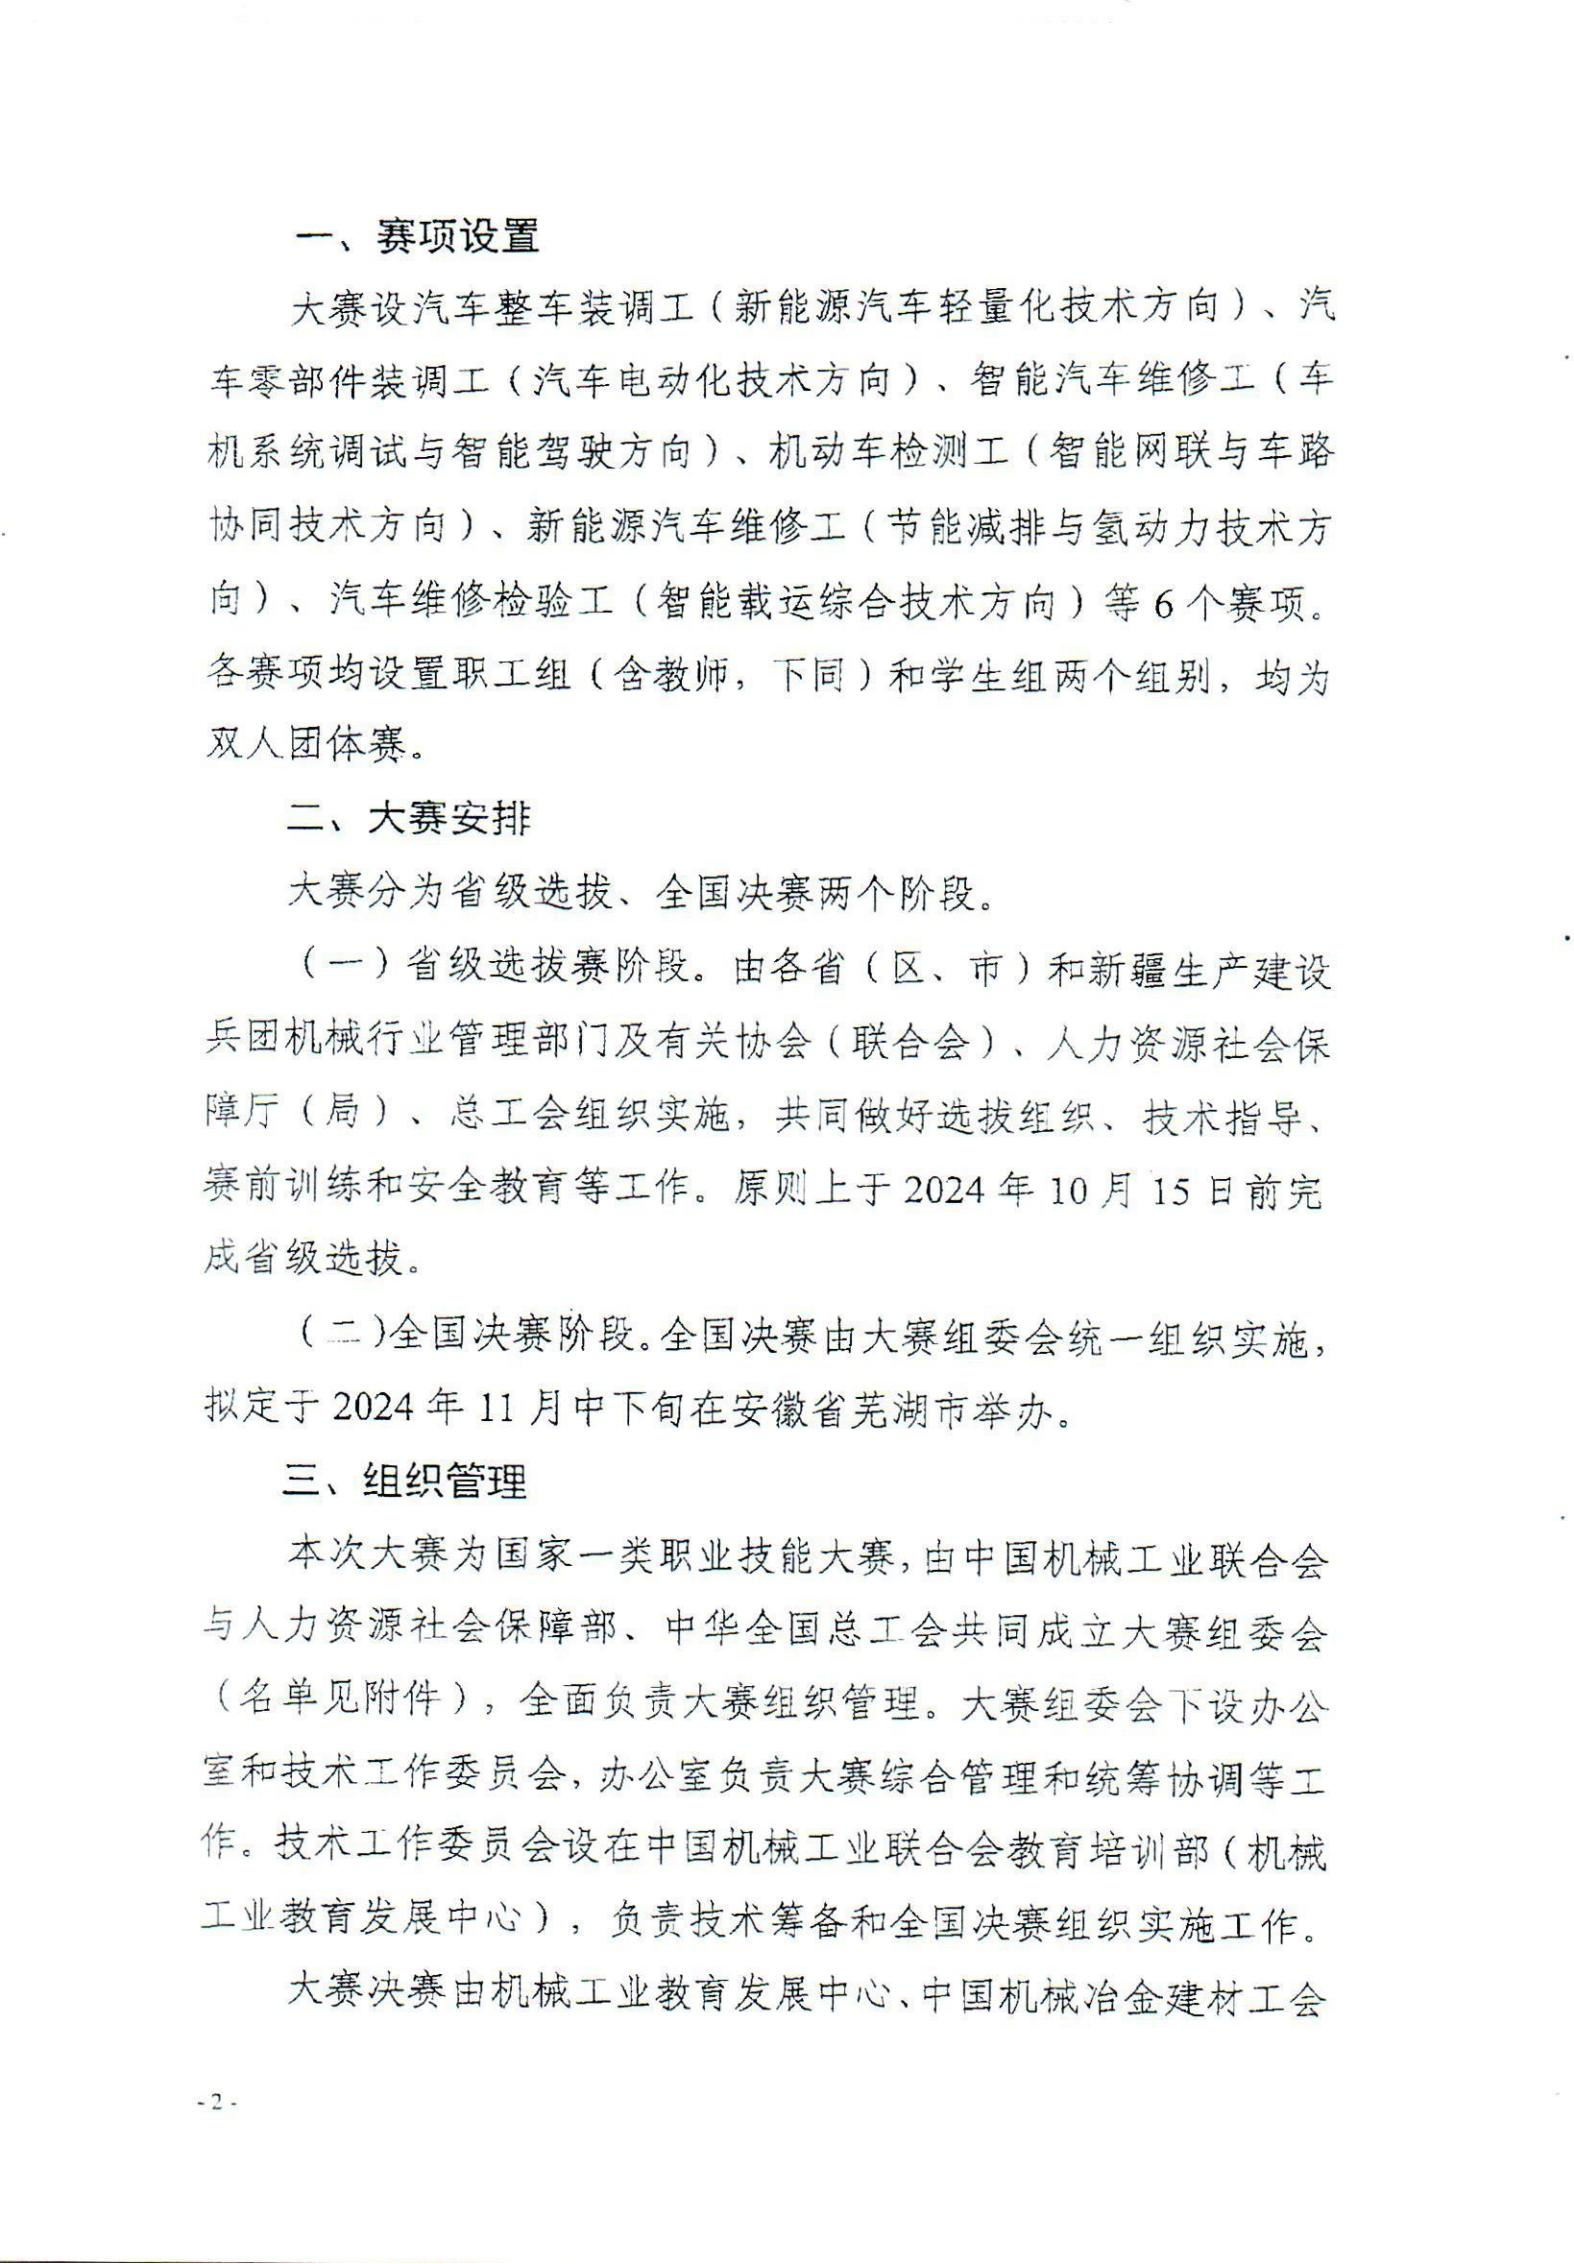 一、赛项设置
大赛设汽车整车装调工（新能源汽车轻量化技术方向）、汽
车零部件装调工（汽车电动化技术方向）、智能汽车维修工（车
机系统调试与智能驾驶方向）、机动车检测工（智能网联与车路
协同技术方向）、新能源汽车维修工（节能减排与氢动力技术方
向）、汽车维修检验工（智能载运综合技术方向）等 6 个赛项。
各赛项均设置职工组（含教师，下同）和学生组两个组别，均为
双人团体赛。
二、大赛安排
大赛分为省级选拔、全国决赛两个阶段。
（一）省级选拔赛阶段。由各省（区、市）和新疆生产建设
兵团机械行业管理部门及有关协会（联合会）、人力资源社会保
障厅（局）、总工会组织实施，共同做好选拔组织、技术指导、
赛前训练和安全教育等工作。原则上于 2024 年 10 月 15 日前完
成省级选拔。
（二）全国决赛阶段。全国决赛由大赛组委会统一组织实施，
拟定于 2024 年 11 月中下旬在安徽省芜湖市举办。
三、组织管理
本次大赛为国家一类职业技能大赛，由中国机械工业联合会
与人力资源社会保障部、中华全国总工会共同成立大赛组委会
（名单见附件），全面负责大赛组织管理。大赛组委会下设办公
室和技术工作委员会，办公室负责大赛综合管理和统筹协调等工
作。技术工作委员会设在中国机械工业联合会教育培训部（机械
工业教育发展中心），负责技术筹备和全国决赛组织实施工作。
大赛决赛由机械工业教育发展中心、中国机械冶金建材工会
- 2 -